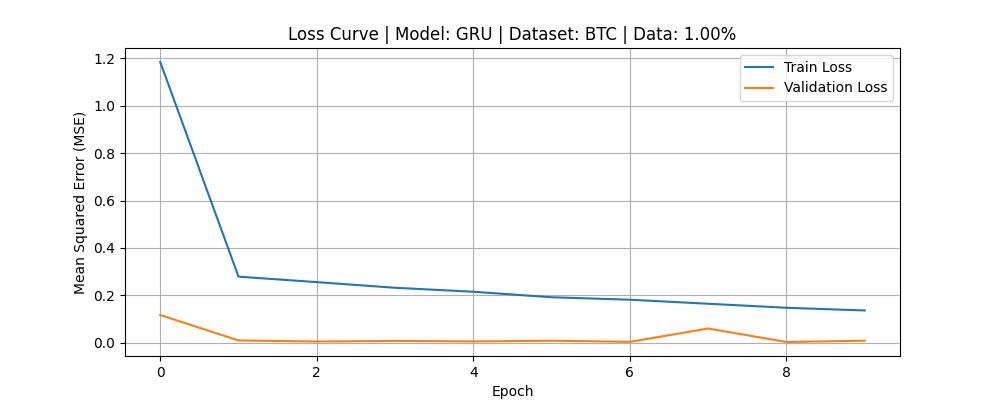 Loss Curve | Model: GRU | Dataset: BTC | Data: 1.00%
Train Loss
Validation Loss
Mean Squared Error (MSE)
1.2
1.0
0.8
0.6
0.4
0.2
0.0
0 2 4 6 8
Epoch